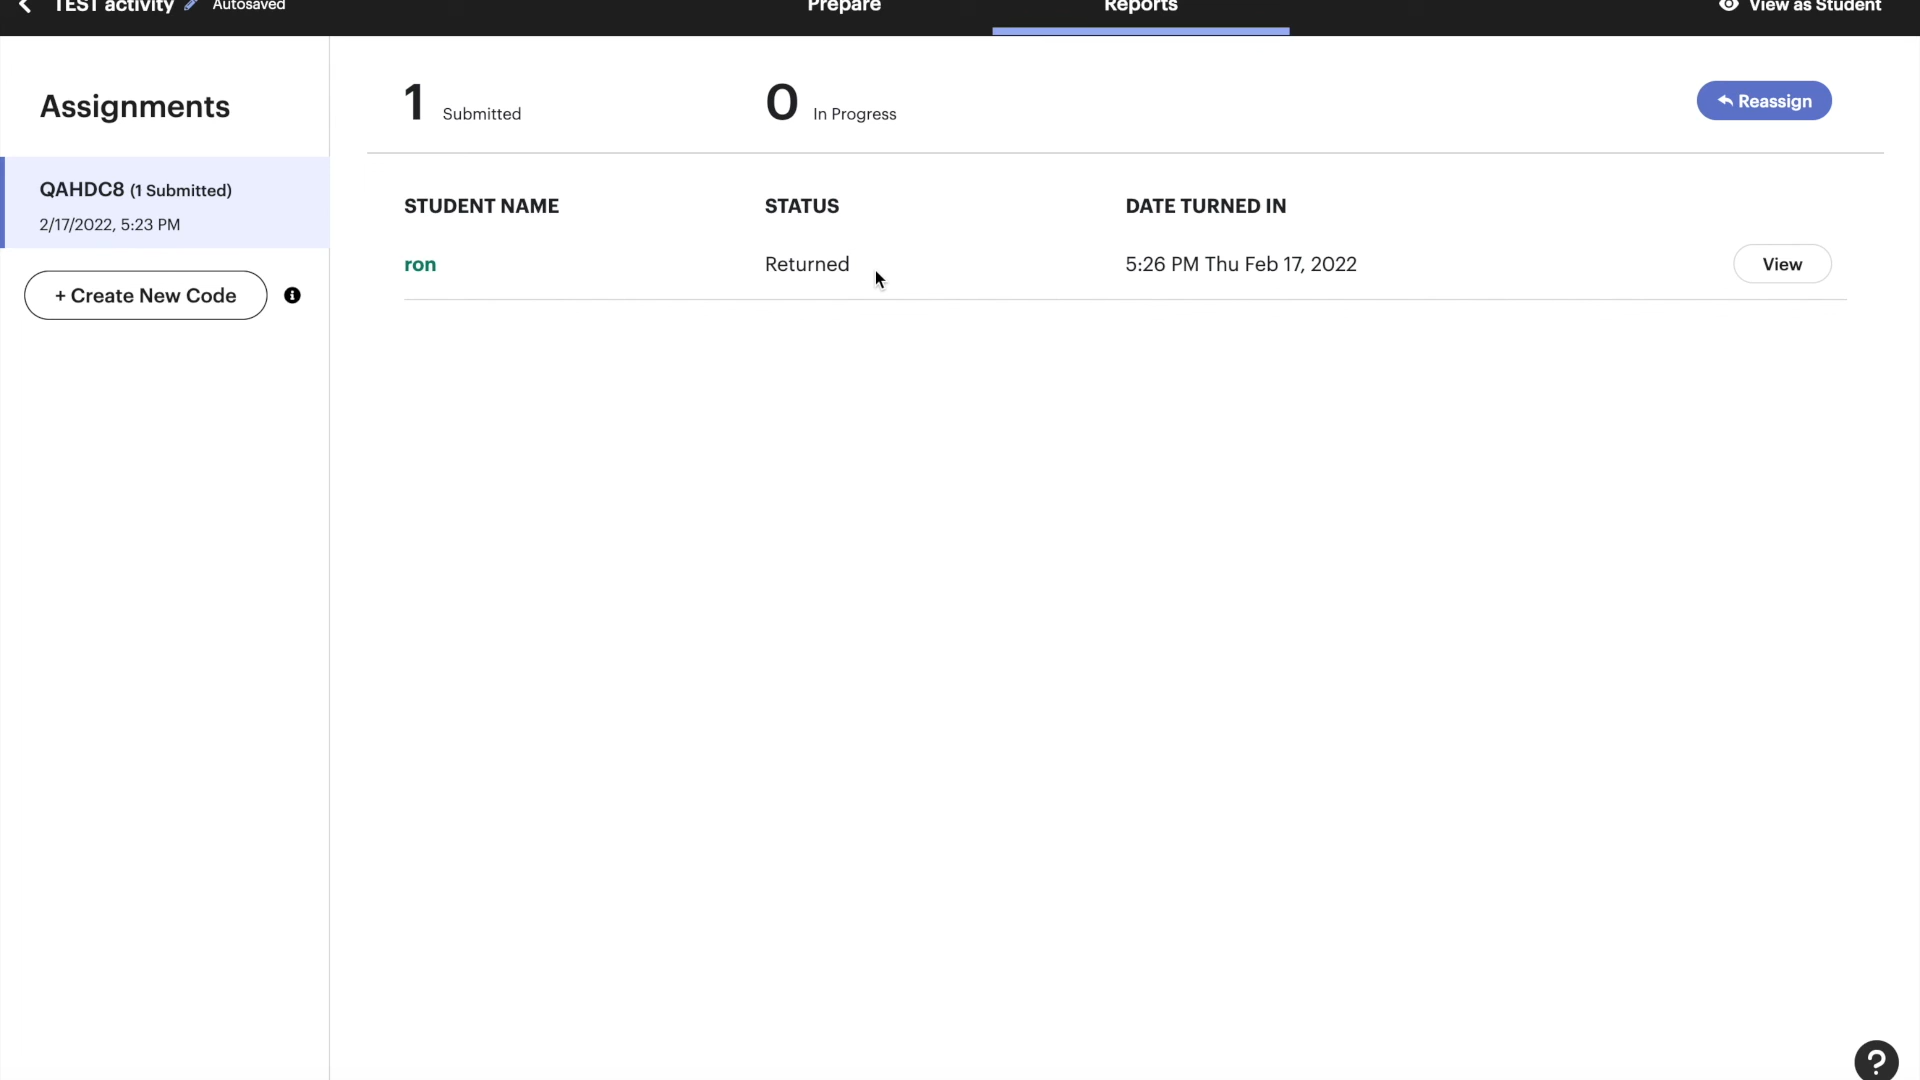 TEST activity Autosaved Prepare Reports View as Student
Assignments
1 Submitted 0 In Progress Reassign
QAHDC8 (1 Submitted)
2/17/2022, 5:23 PM
+ Create New Code
STUDENT NAME STATUS DATE TURNED IN
ron Returned 5:26 PM Thu Feb 17, 2022 View
?